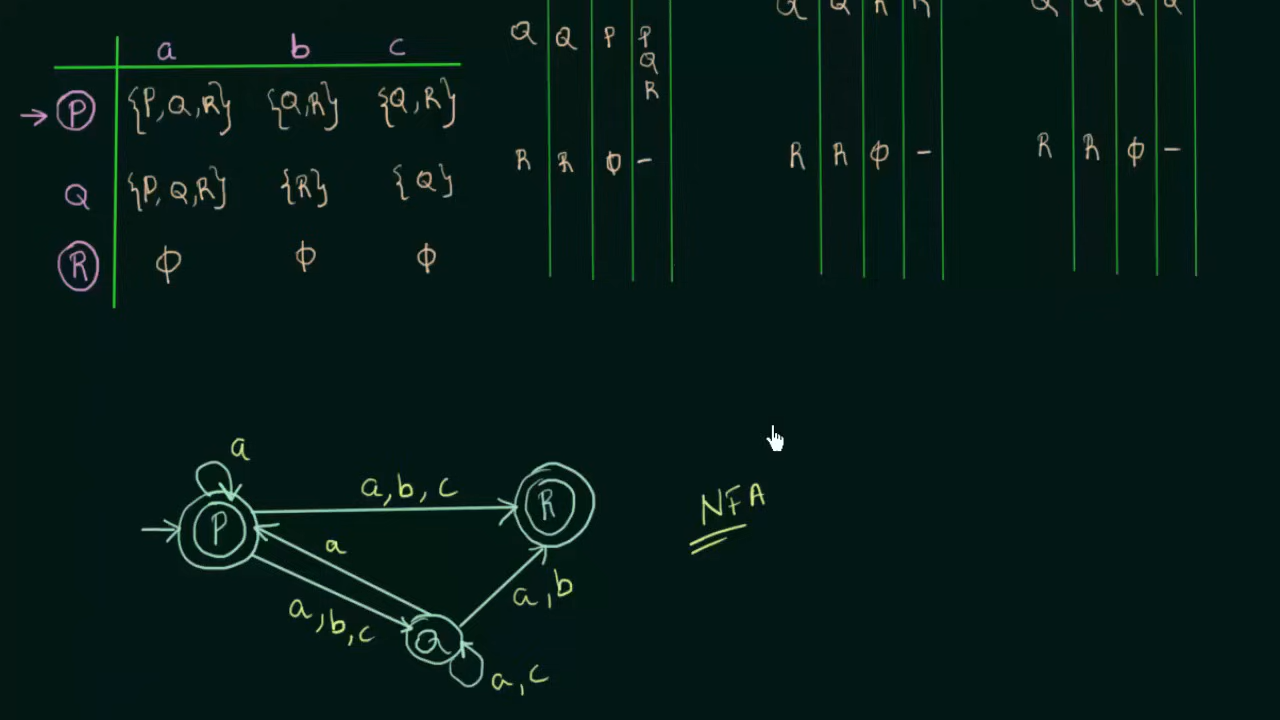 a b c
→ P {P,Q,R} {Q,R} {Q,R}
Q {P,Q,R} {R} {Q}
R ϕ ϕ ϕ
Q Q P P
Q
R
R R ϕ –
Q Q R R
R R ϕ –
Q Q Q Q
R R ϕ –
a
P
a, b, c
R
a
a, b, c
Q
a, b
a, c
NFA